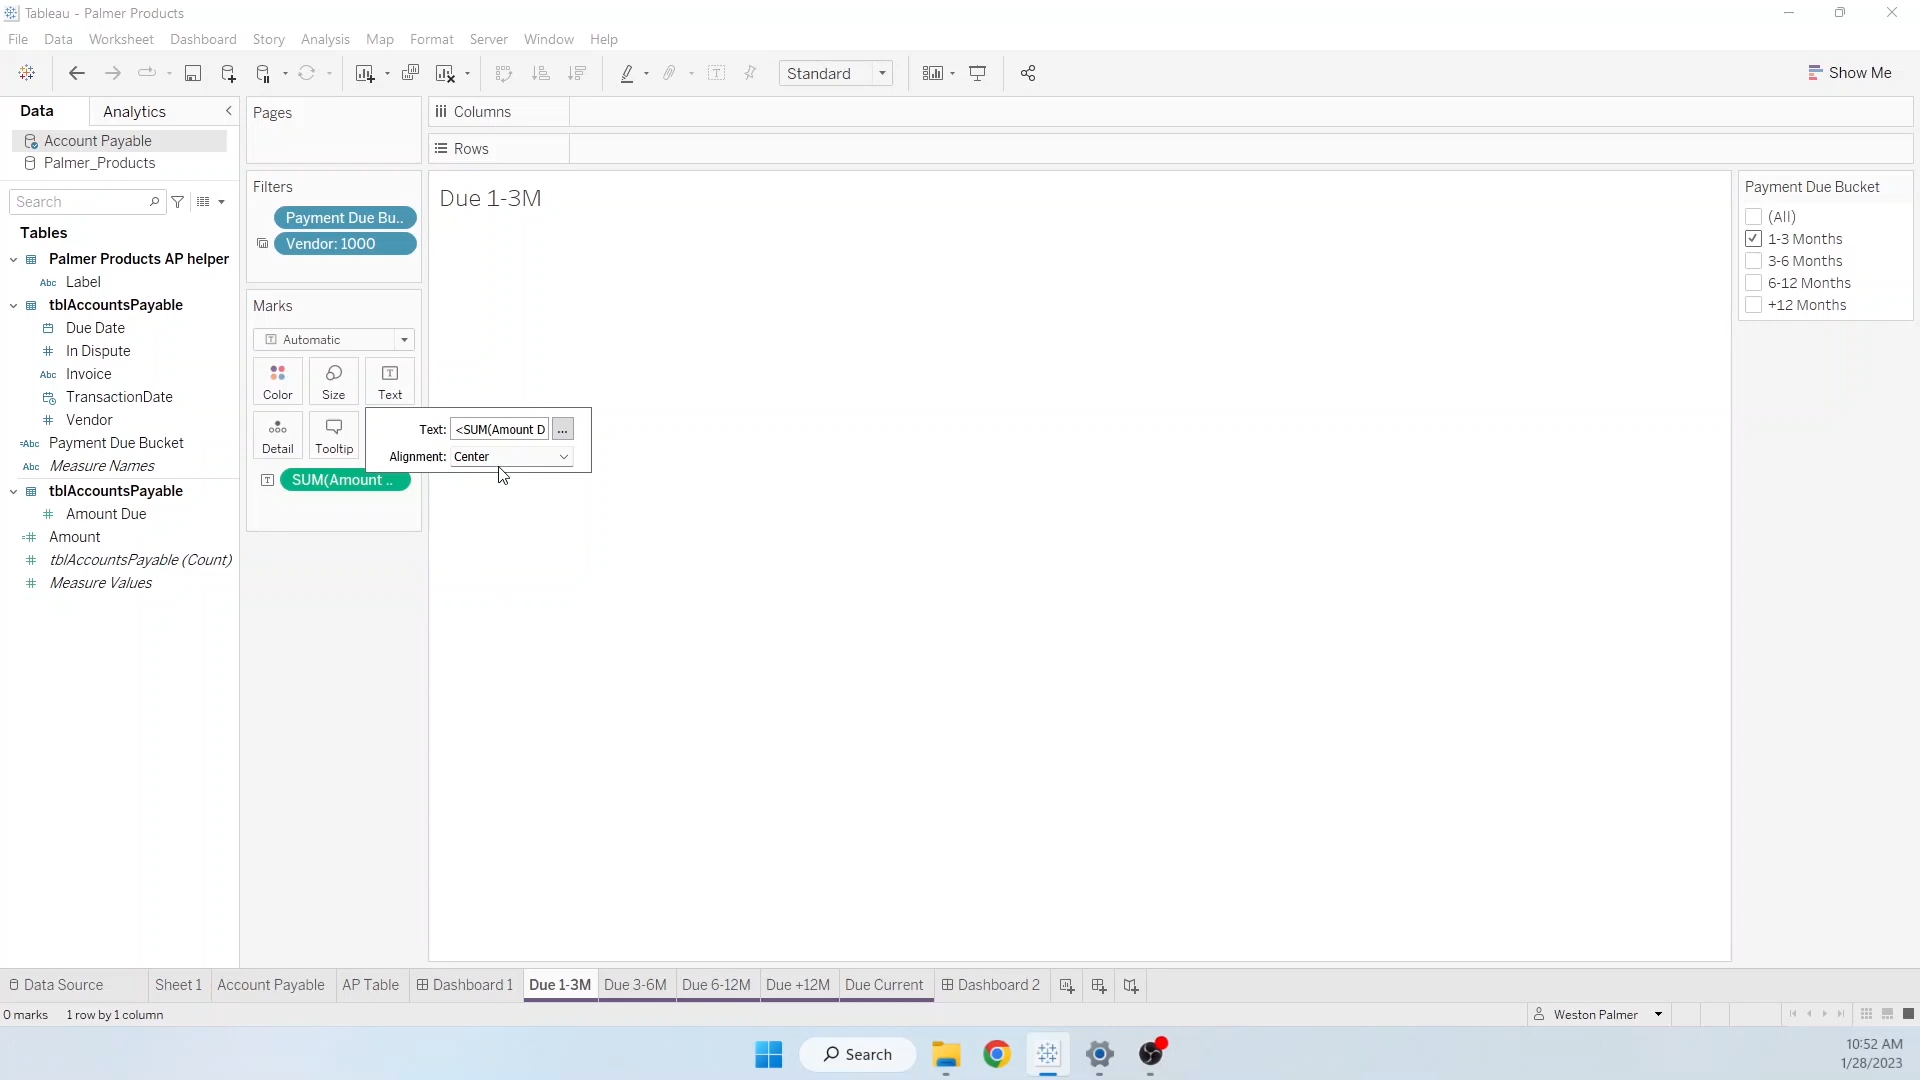 Tableau - Palmer Products
File Data Worksheet Dashboard Story Analysis Map Format Server Window Help
Standard
Show Me
Data Analytics
Account Payable
Palmer_Products
Search
Tables
Palmer Products AP helper
Abc Label
tblAccountsPayable
Due Date
# In Dispute
Abc Invoice
TransactionDate
# Vendor
=Abc Payment Due Bucket
Abc Measure Names
tblAccountsPayable
# Amount Due
=# Amount
# tblAccountsPayable (Count)
# Measure Values
Pages
Filters
Payment Due Bu..
Vendor: 1000
Marks
Automatic
Color Size Text
Detail Tooltip
Text: <SUM(Amount D ...
Alignment: Center
SUM(Amount ..
Columns
Rows
Due 1-3M
Payment Due Bucket
(All)
1-3 Months
3-6 Months
6-12 Months
+12 Months
Data Source Sheet 1 Account Payable AP Table Dashboard 1 Due 1-3M Due 3-6M Due 6-12M Due +12M Due Current Dashboard 2
0 marks 1 row by 1 column
Weston Palmer
Search
10:52 AM
1/28/2023